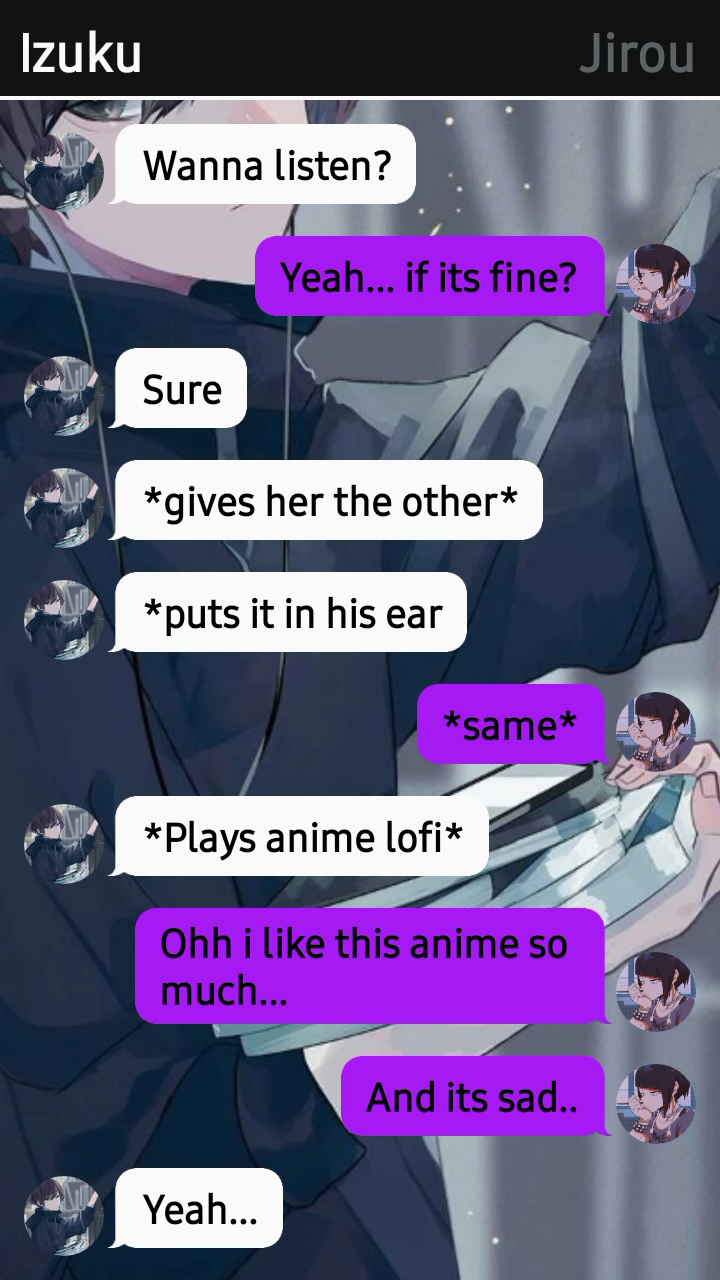 Izuku
Jirou
Wanna listen?
Yeah... if its fine?
Sure
*gives her the other*
*puts it in his ear
*same*
*Plays anime lofi*
Ohh i like this anime so
much...
And its sad..
Yeah...